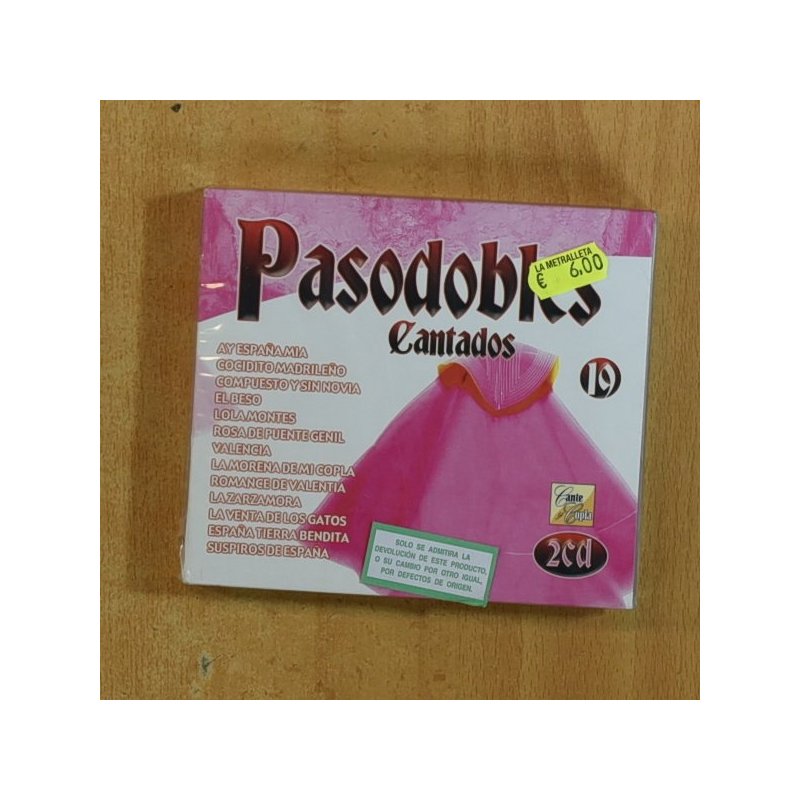 Pasodobles
LA METRALLETA
€ 6.00
Cantados
19
AY ESPAÑA MIA
COCIDITO MADRILEÑO
COMPUESTO Y SIN NOVIA
EL BESO
LOLA MONTES
ROSA DE PUENTE GENIL
VALENCIA
LA MORENA DE MI COPLA
ROMANCE DE VALENTIA
LA ZARZAMORA
LA VENTA DE LOS GATOS
ESPAÑA TIERRA BENDITA
SUSPIROS DE ESPAÑA
Cante
Copla
2cd
SOLO SE ADMITIRA LA
DEVOLUCIÓN DE ESTE PRODUCTO,
O SU CAMBIO POR OTRO IGUAL,
POR DEFECTOS DE ORIGEN.